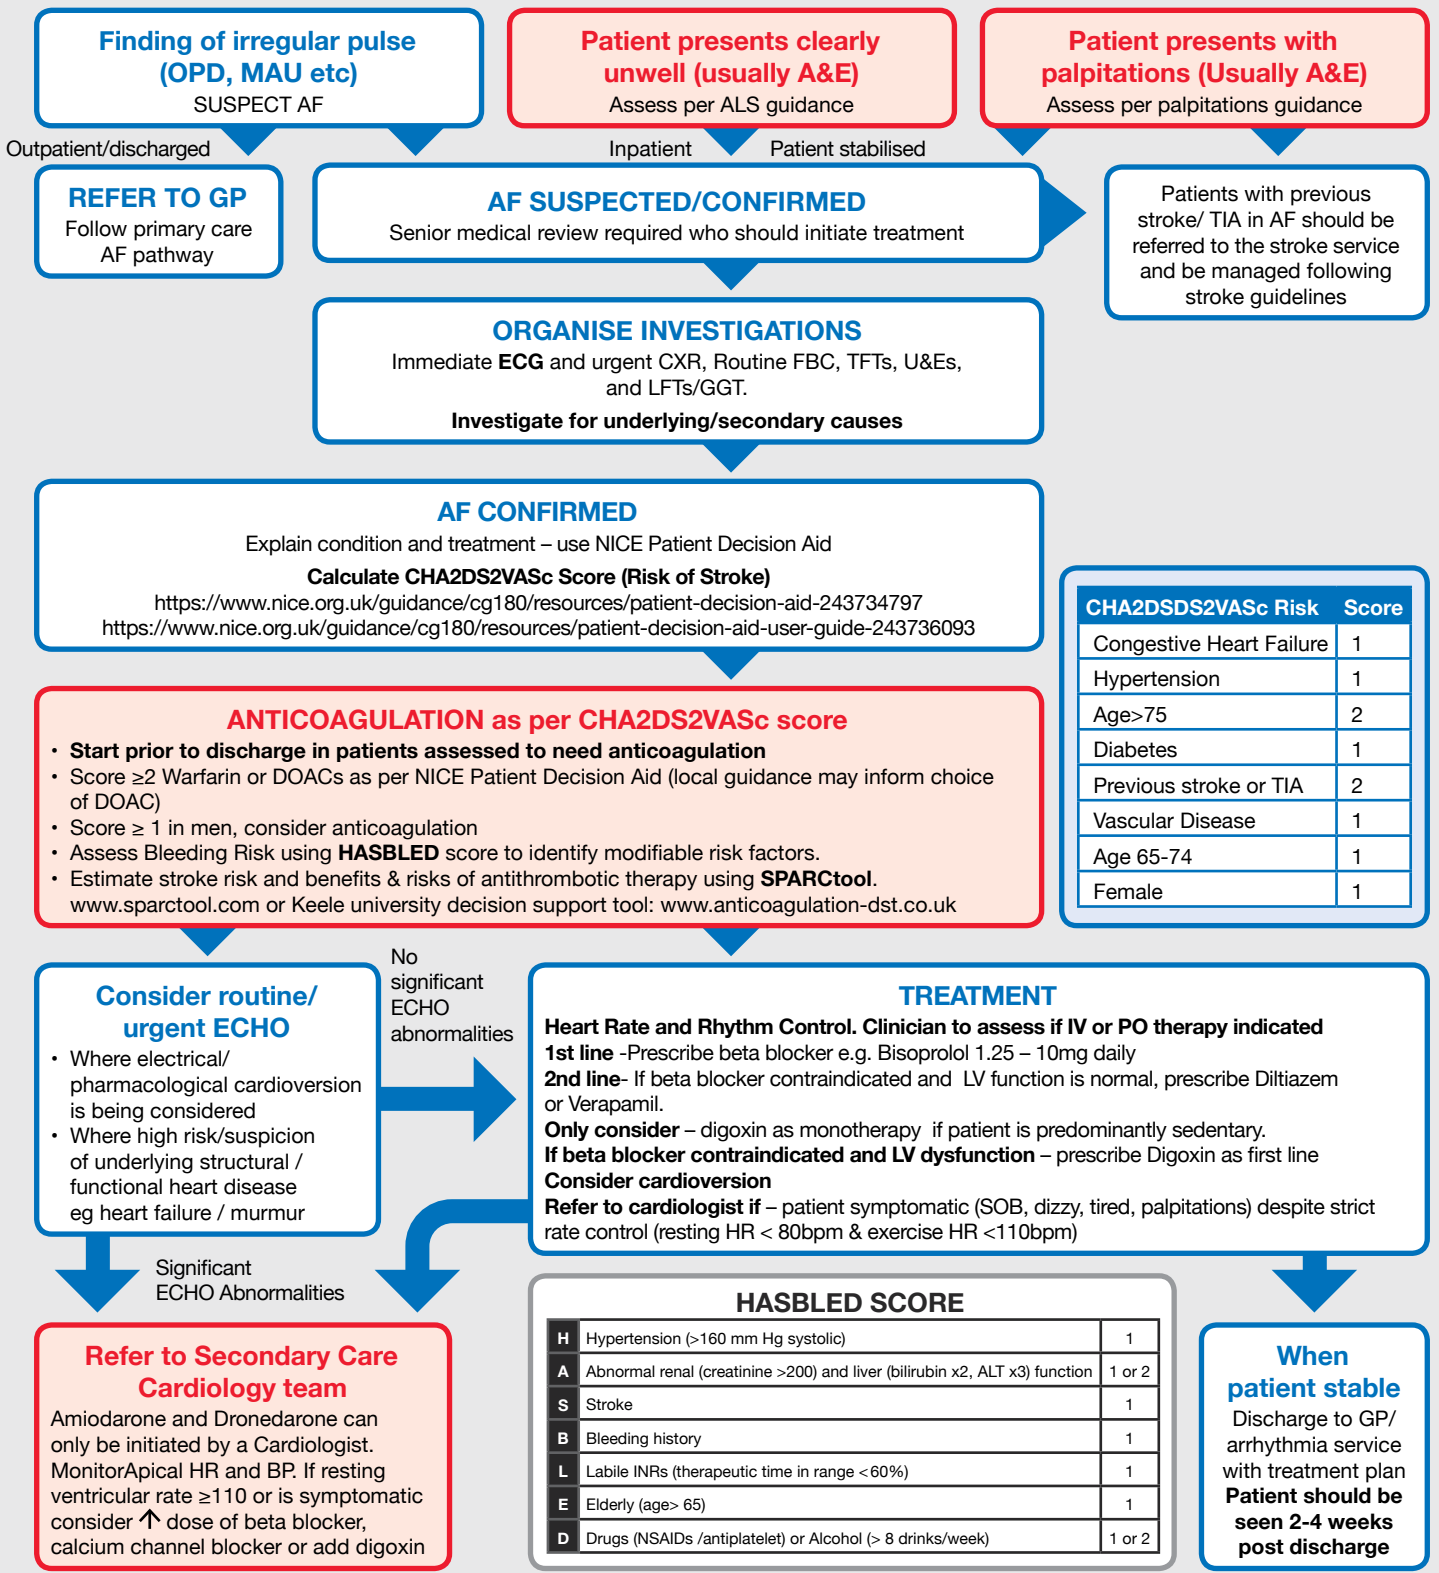 Finding of irregular pulse
(OPD, MAU etc)
SUSPECT AF
Patient presents clearly
unwell (usually A&E)
Assess per ALS guidance
Patient presents with
palpitations (Usually A&E)
Assess per palpitations guidance
Outpatient/discharged
Inpatient
Patient stabilised
REFER TO GP
Follow primary care
AF pathway
AF SUSPECTED/CONFIRMED
Senior medical review required who should initiate treatment
Patients with previous
stroke/ TIA in AF should be
referred to the stroke service
and be managed following
stroke guidelines
ORGANISE INVESTIGATIONS
Immediate ECG and urgent CXR, Routine FBC, TFTs, U&Es,
and LFTs/GGT.
Investigate for underlying/secondary causes
AF CONFIRMED
Explain condition and treatment – use NICE Patient Decision Aid
Calculate CHA2DS2VASc Score (Risk of Stroke)
https://www.nice.org.uk/guidance/cg180/resources/patient-decision-aid-243734797
https://www.nice.org.uk/guidance/cg180/resources/patient-decision-aid-user-guide-243736093
CHA2DSDS2VASc Risk Score
Congestive Heart Failure 1
Hypertension 1
Age>75 2
Diabetes 1
Previous stroke or TIA 2
Vascular Disease 1
Age 65-74 1
Female 1
ANTICOAGULATION as per CHA2DS2VASc score
• Start prior to discharge in patients assessed to need anticoagulation
• Score ≥2 Warfarin or DOACs as per NICE Patient Decision Aid (local guidance may inform choice
of DOAC)
• Score ≥ 1 in men, consider anticoagulation
• Assess Bleeding Risk using HASBLED score to identify modifiable risk factors.
• Estimate stroke risk and benefits & risks of antithrombotic therapy using SPARCtool.
www.sparctool.com or Keele university decision support tool: www.anticoagulation-dst.co.uk
Consider routine/
urgent ECHO
• Where electrical/
pharmacological cardioversion
is being considered
• Where high risk/suspicion
of underlying structural /
functional heart disease
eg heart failure / murmur
No
significant
ECHO
abnormalities
TREATMENT
Heart Rate and Rhythm Control. Clinician to assess if IV or PO therapy indicated
1st line -Prescribe beta blocker e.g. Bisoprolol 1.25 – 10mg daily
2nd line- If beta blocker contraindicated and LV function is normal, prescribe Diltiazem
or Verapamil.
Only consider – digoxin as monotherapy if patient is predominantly sedentary.
If beta blocker contraindicated and LV dysfunction – prescribe Digoxin as first line
Consider cardioversion
Refer to cardiologist if – patient symptomatic (SOB, dizzy, tired, palpitations) despite strict
rate control (resting HR < 80bpm & exercise HR <110bpm)
Significant
ECHO Abnormalities
Refer to Secondary Care
Cardiology team
Amiodarone and Dronedarone can
only be initiated by a Cardiologist.
MonitorApical HR and BP. If resting
ventricular rate ≥110 or is symptomatic
consider ↑ dose of beta blocker,
calcium channel blocker or add digoxin
HASBLED SCORE
H Hypertension (>160 mm Hg systolic) 1
A Abnormal renal (creatinine >200) and liver (bilirubin x2, ALT x3) function 1 or 2
S Stroke 1
B Bleeding history 1
L Labile INRs (therapeutic time in range <60%) 1
E Elderly (age> 65) 1
D Drugs (NSAIDs /antiplatelet) or Alcohol (> 8 drinks/week) 1 or 2
When
patient stable
Discharge to GP/
arrhythmia service
with treatment plan
Patient should be
seen 2-4 weeks
post discharge